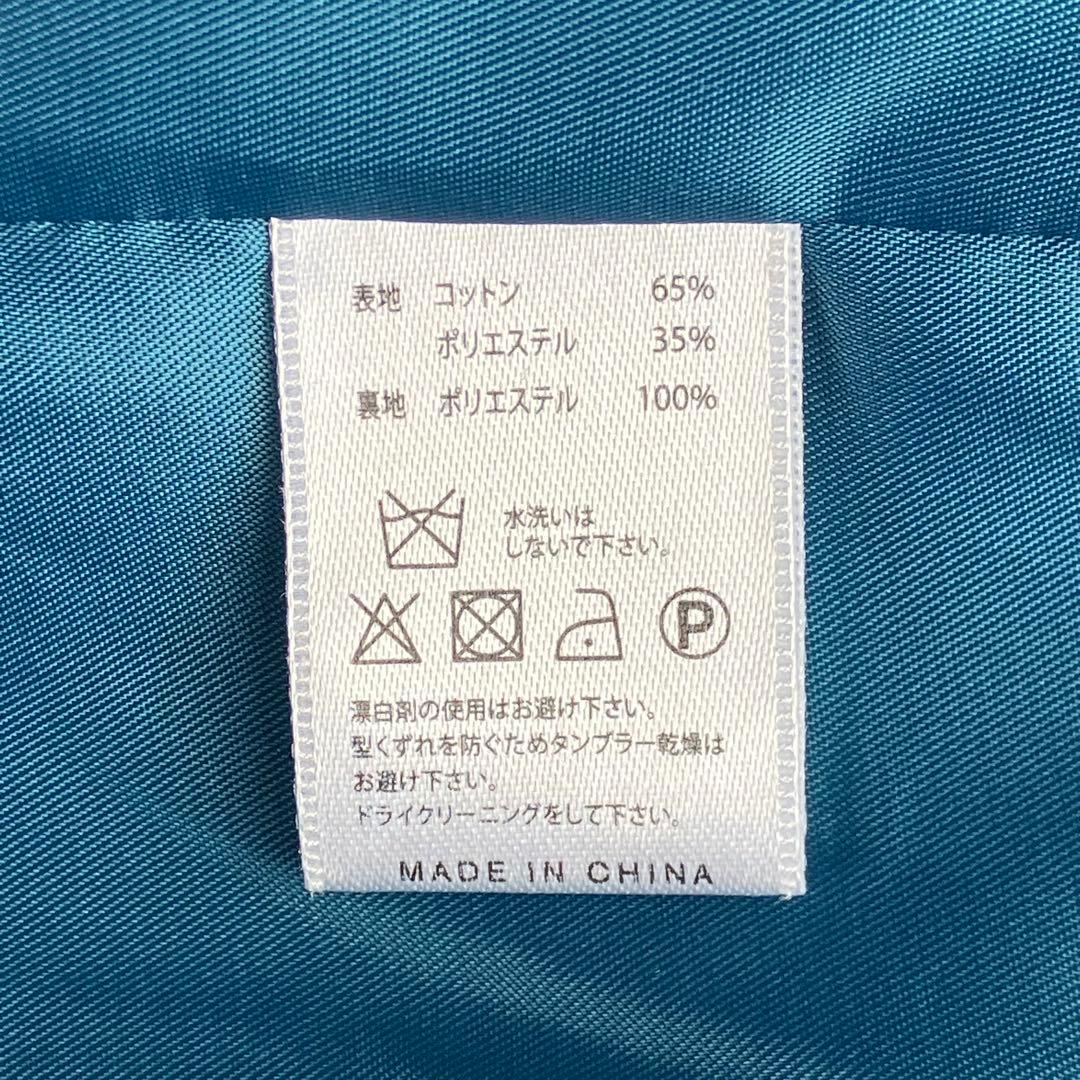 表地 コットン 65%
ポリエステル 35%
裏地 ポリエステル 100%
水洗いは
しないで下さい。
P
漂白剤の使用はお避け下さい。
型くずれを防ぐためタンブラー乾燥は
お避け下さい。
ドライクリーニングをして下さい。
MADE IN CHINA